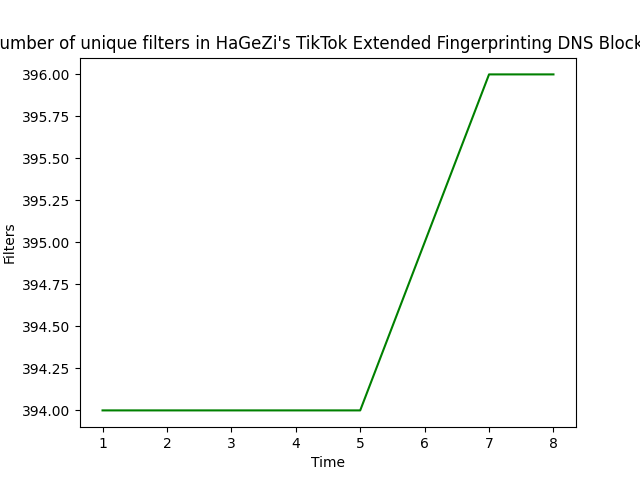 umber of unique filters in HaGeZi's TikTok Extended Fingerprinting DNS Block
396.00
395.75
395.50
395.25
395.00
394.75
394.50
394.25
394.00
Filters
1 2 3 4 5 6 7 8
Time